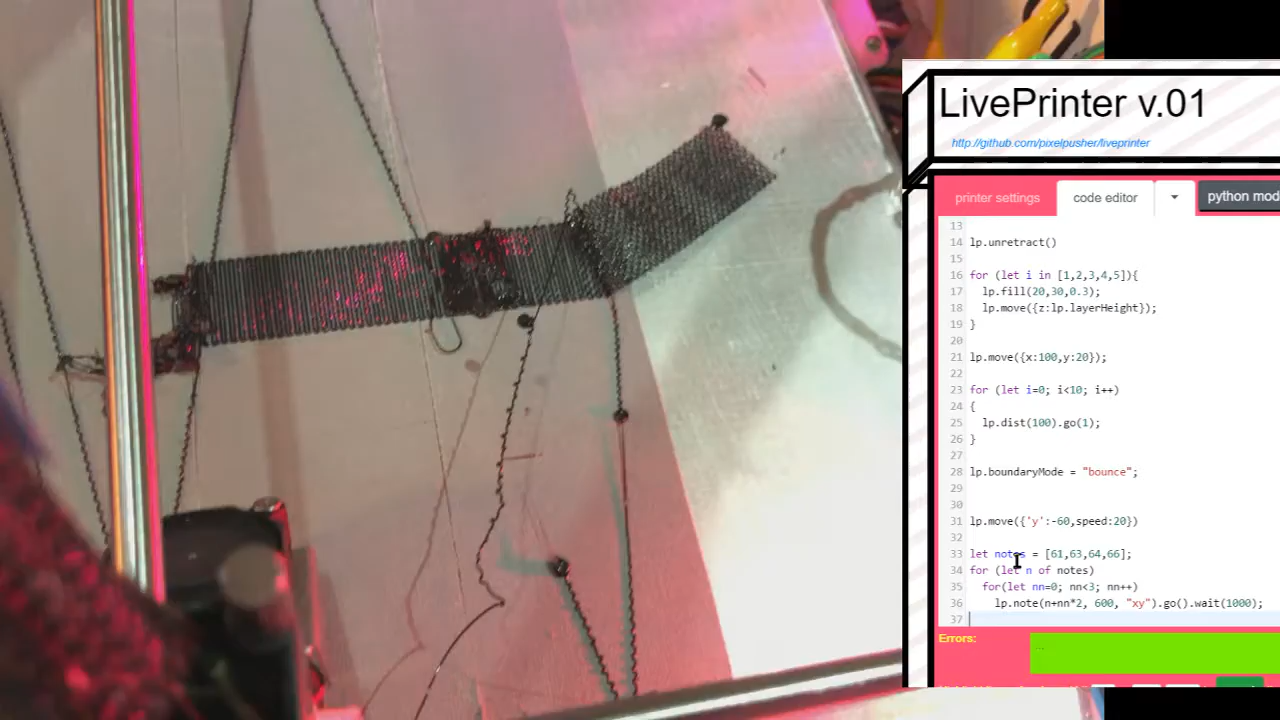 LivePrinter v.01
http://github.com/pixelpusher/liveprinter
printer settings
code editor
python mod
13
14 lp.unretract()
15
16 for (let i in [1,2,3,4,5]){
17 lp.fill(20,30,0.3);
18 lp.move({z:lp.layerHeight});
19 }
20
21 lp.move({x:100,y:20});
22
23 for (let i=0; i<10; i++)
24 {
25 lp.dist(100).go(1);
26 }
27
28 lp.boundaryMode = "bounce";
29
30
31 lp.move({'y':-60,speed:20})
32
33 let notes = [61,63,64,66];
34 for (let n of notes)
35 for(let nn=0; nn<3; nn++)
36 lp.note(n+nn*2, 600, "xy").go().wait(1000);
37
Errors:
...